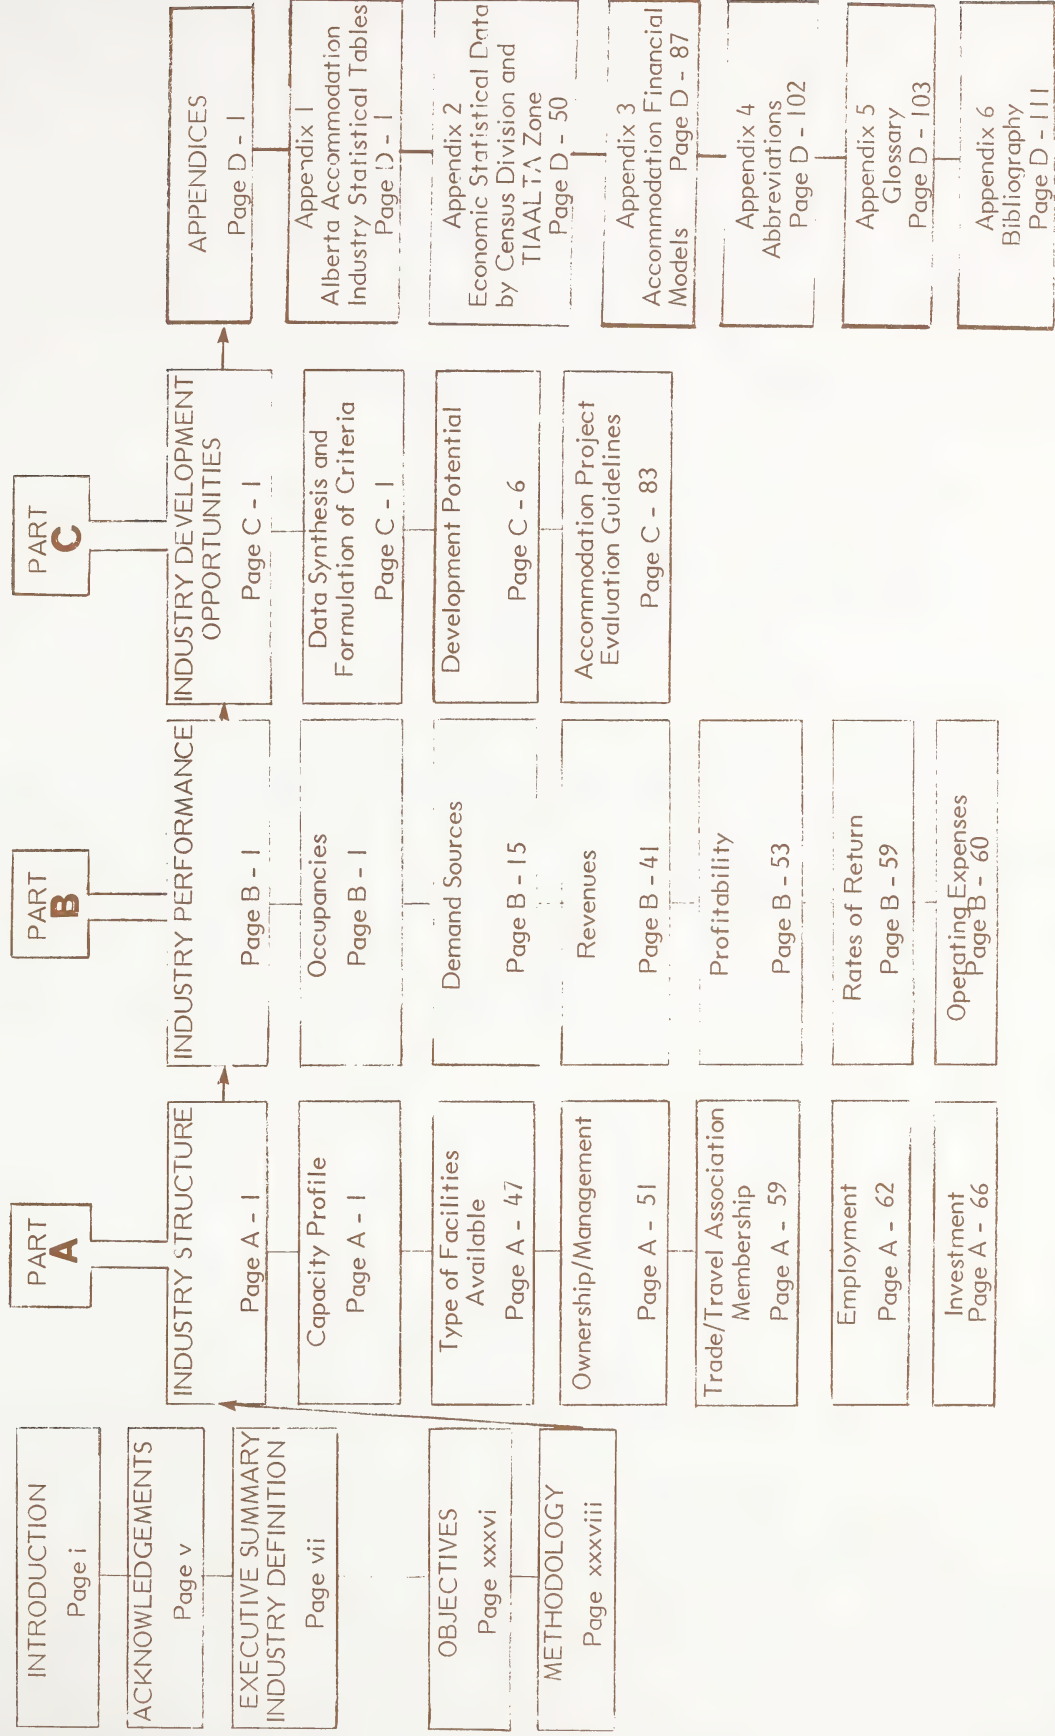 INTRODUCTION
Page i
ACKNOWLEDGEMENTS
Page v
EXECUTIVE SUMMARY
INDUSTRY DEFINITION
Page vii
OBJECTIVES
Page xxxvi
METHODOLOGY
Page xxxviii
PART
A
INDUSTRY STRUCTURE
Page A - 1
Capacity Profile
Page A - 1
Type of Facilities
Available
Page A - 47
Ownership/Management
Page A - 51
Trade/Travel Association
Membership
Page A - 59
Employment
Page A - 62
Investment
Page A - 66
PART
B
INDUSTRY PERFORMANCE
Page B - 1
Occupancies
Page B - 1
Demand Sources
Page B - 15
Revenues
Page B - 41
Profitability
Page B - 53
Rates of Return
Page B - 59
Operating Expenses
Page B - 60
PART
C
INDUSTRY DEVELOPMENT
OPPORTUNITIES
Page C - 1
Data Synthesis and
Formulation of Criteria
Page C - 1
Development Potential
Page C - 6
Accommodation Project
Evaluation Guidelines
Page C - 83
APPENDICES
Page D - 1
Appendix 1
Alberta Accommodation
Industry Statistical Tables
Page D - 1
Appendix 2
Economic Statistical Data
by Census Division and
TIAALTA Zone
Page D - 50
Appendix 3
Accommodation Financial
Models Page D - 87
Appendix 4
Abbreviations
Page D - 102
Appendix 5
Glossary
Page D - 103
Appendix 6
Bibliography
Page D - 111